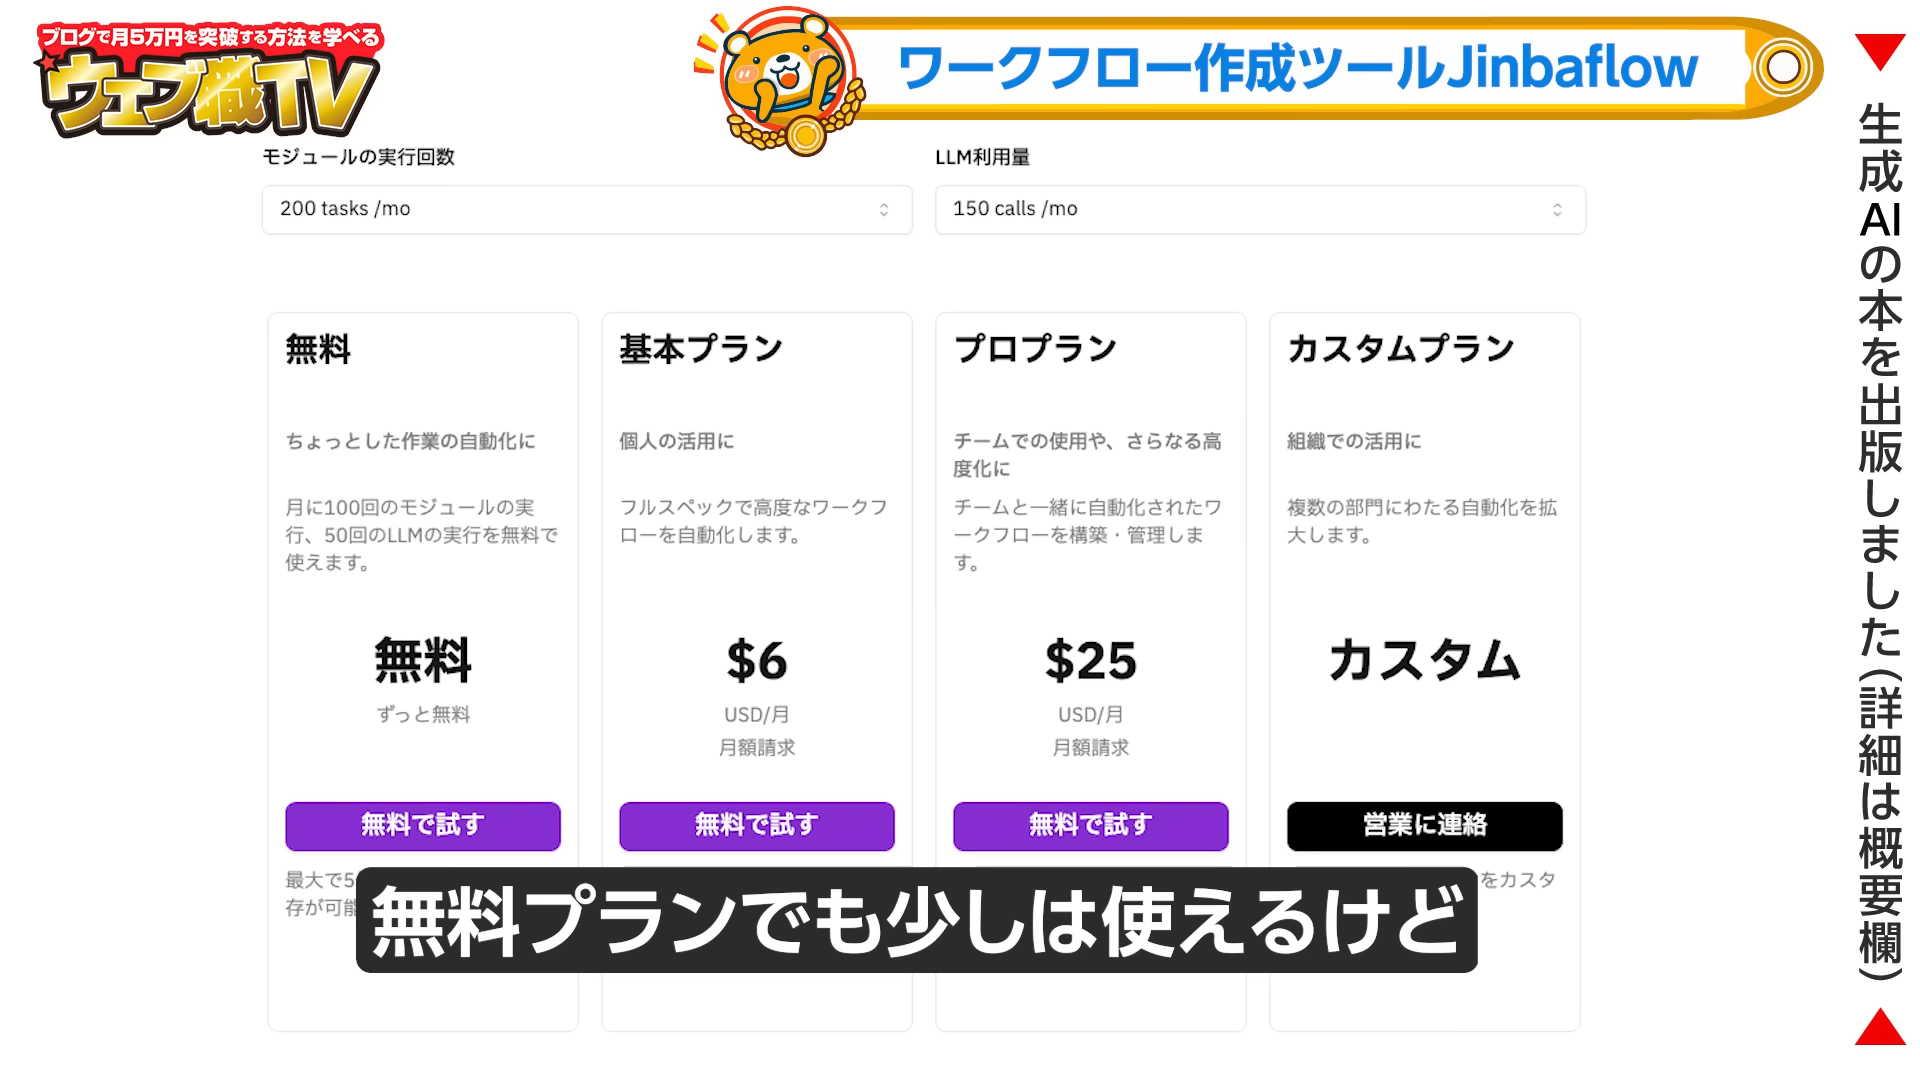 ブログで月5万円を突破する方法を学べる
ウェブ職TV
ワークフロー作成ツールJinbaflow
モジュールの実行回数
200 tasks /mo
LLM利用量
150 calls /mo
無料
ちょっとした作業の自動化に
月に100回のモジュールの実
行、50回のLLMの実行を無料で
使えます。
無料
ずっと無料
無料で試す
最大で5
存が可能
基本プラン
個人の活用に
フルスペックで高度なワークフ
ローを自動化します。
$6
USD/月
月額請求
無料で試す
プロプラン
チームでの使用や、さらなる高
度化に
チームと一緒に自動化されたワ
ークフローを構築・管理しま
す。
$25
USD/月
月額請求
無料で試す
カスタムプラン
組織での活用に
複数の部門にわたる自動化を拡
大します。
カスタム
営業に連絡
をカスタ
無料プランでも少しは使えるけど
生成AIの本を出版しました(詳細は概要欄)